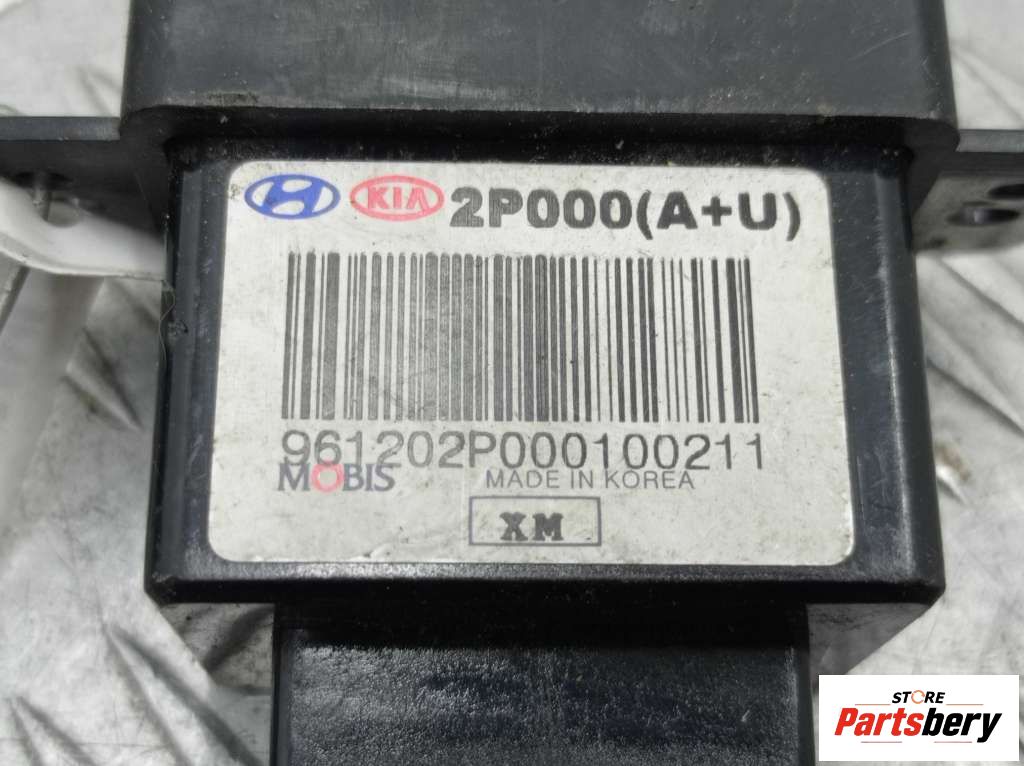 KIA 2P000(A+U)
961202P000100211
MOBIS MADE IN KOREA
XM
STORE
Partsbery